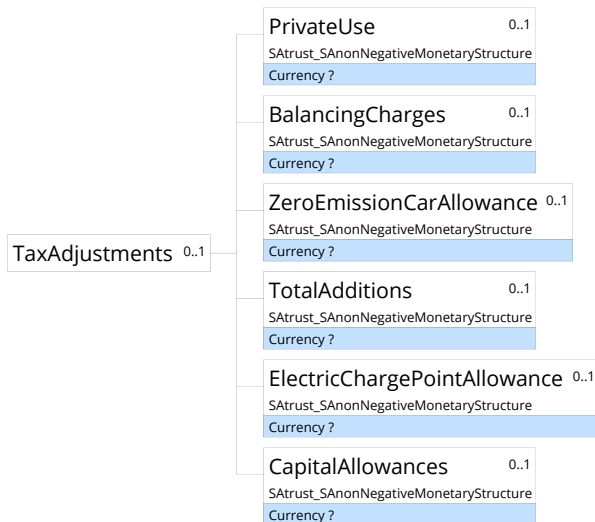 PrivateUse 0..1
SAtrust_SAnonNegativeMonetaryStructure
Currency ?
BalancingCharges 0..1
SAtrust_SAnonNegativeMonetaryStructure
Currency ?
ZeroEmissionCarAllowance 0..1
SAtrust_SAnonNegativeMonetaryStructure
Currency ?
TaxAdjustments 0..1
TotalAdditions 0..1
SAtrust_SAnonNegativeMonetaryStructure
Currency ?
ElectricChargePointAllowance 0..1
SAtrust_SAnonNegativeMonetaryStructure
Currency ?
CapitalAllowances 0..1
SAtrust_SAnonNegativeMonetaryStructure
Currency ?